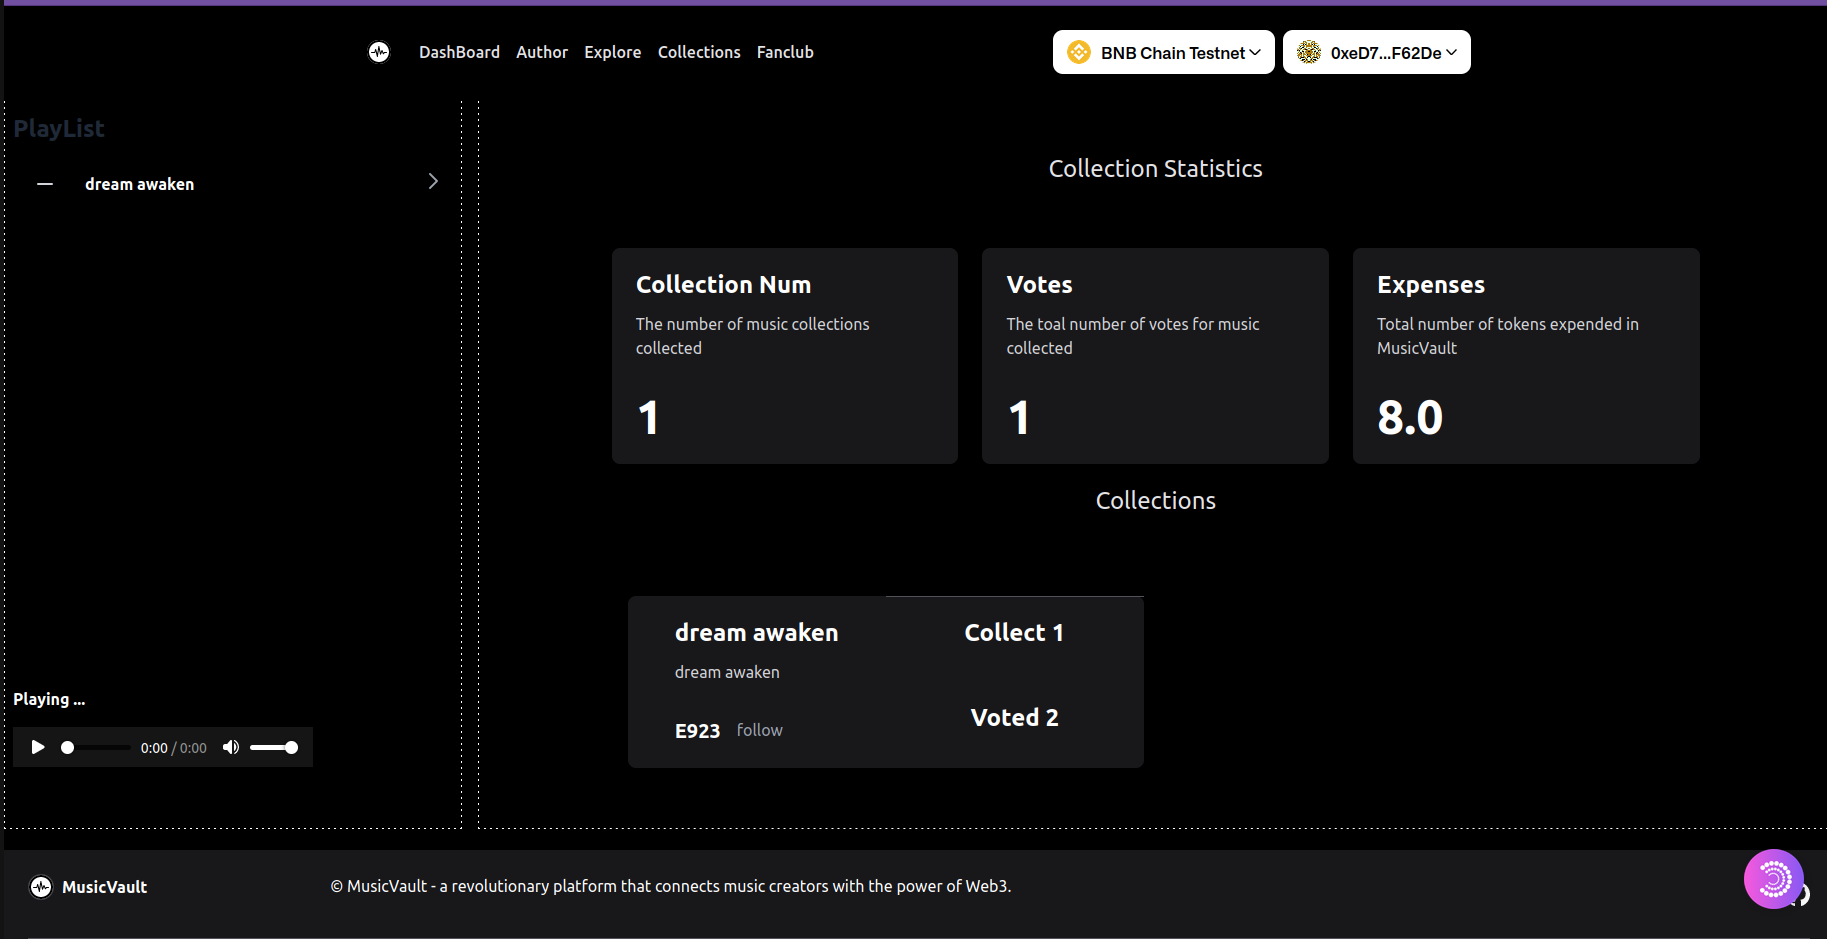 DashBoard Author Explore Collections Fanclub
BNB Chain Testnet
0xeD7...F62De
PlayList
dream awaken
Playing ...
0:00 / 0:00
Collection Statistics
Collection Num
The number of music collections
collected
1
Votes
The toal number of votes for music
collected
1
Expenses
Total number of tokens expended in
MusicVault
8.0
Collections
dream awaken
dream awaken
E923 follow
Collect 1
Voted 2
MusicVault
© MusicVault - a revolutionary platform that connects music creators with the power of Web3.